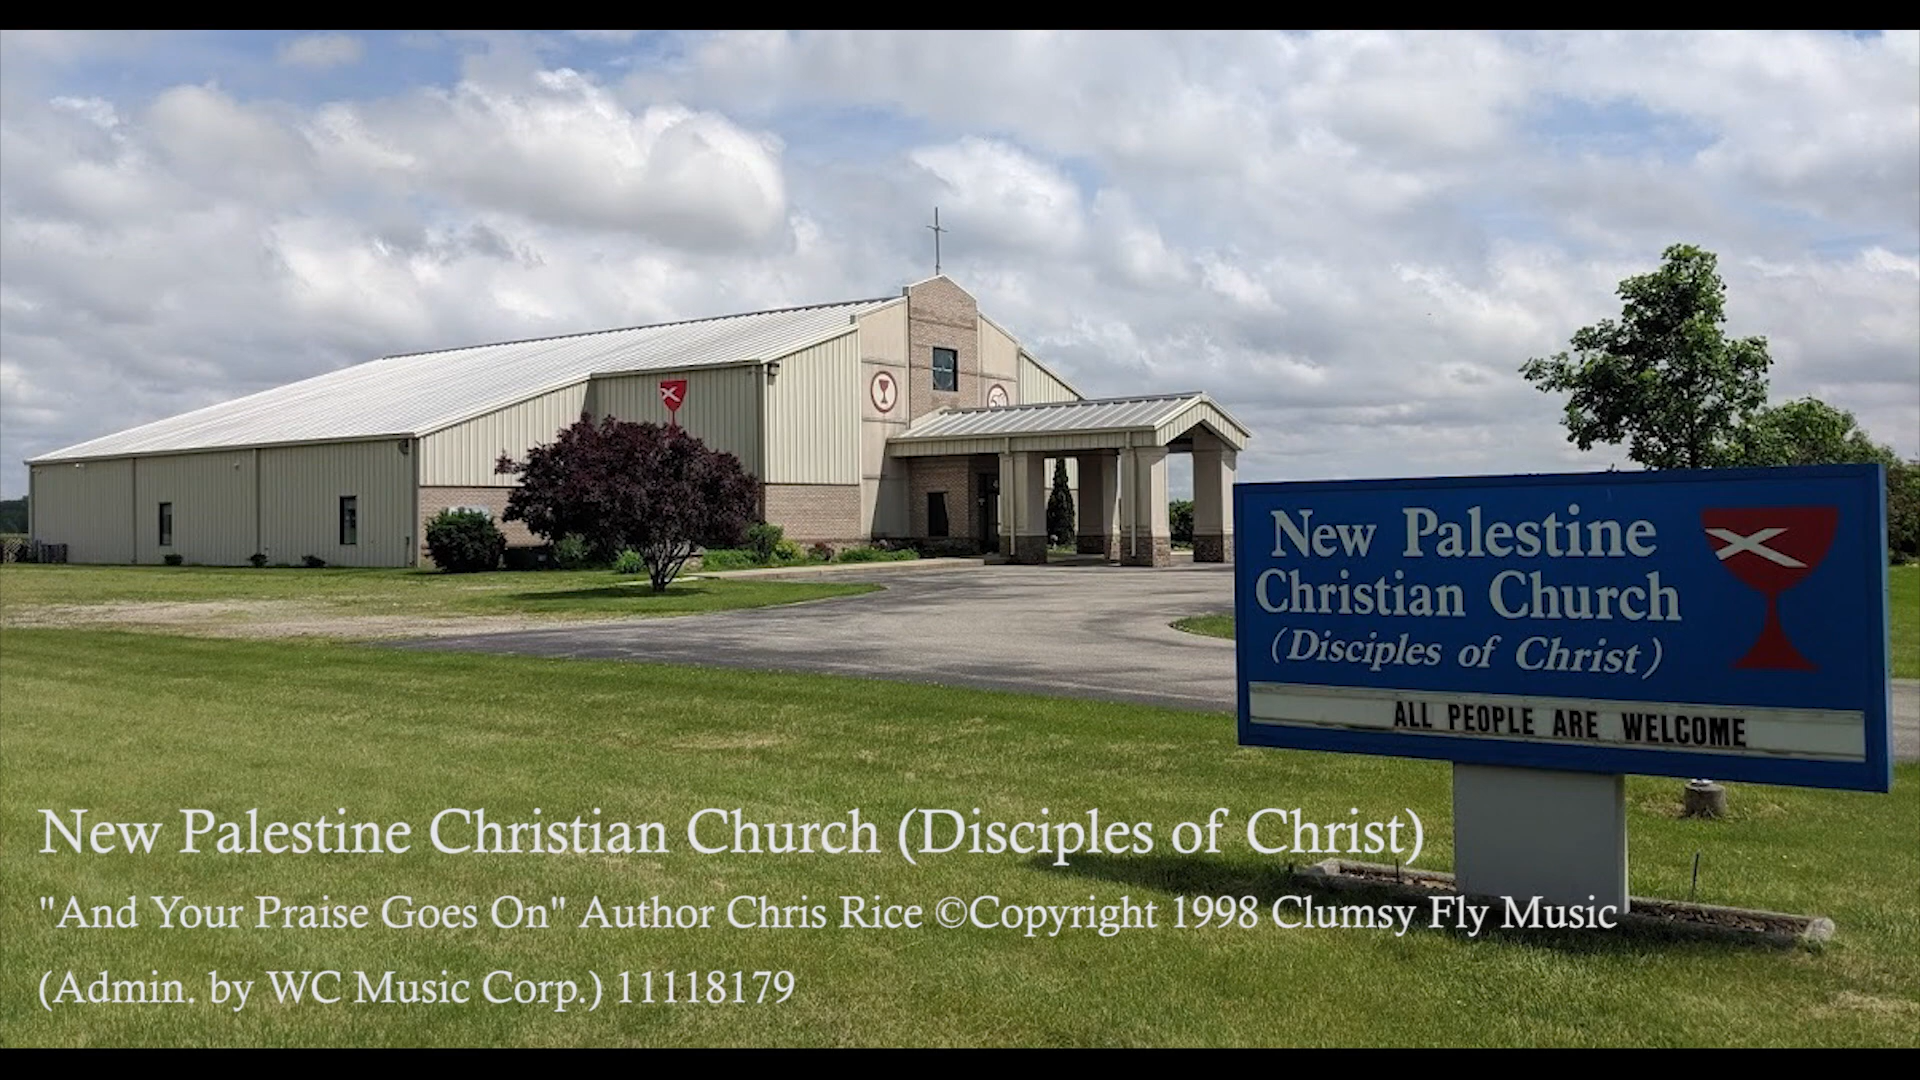 New Palestine
Christian Church
(Disciples of Christ)
ALL PEOPLE ARE WELCOME
New Palestine Christian Church (Disciples of Christ)
"And Your Praise Goes On" Author Chris Rice ©Copyright 1998 Clumsy Fly Music
(Admin. by WC Music Corp.) 11118179